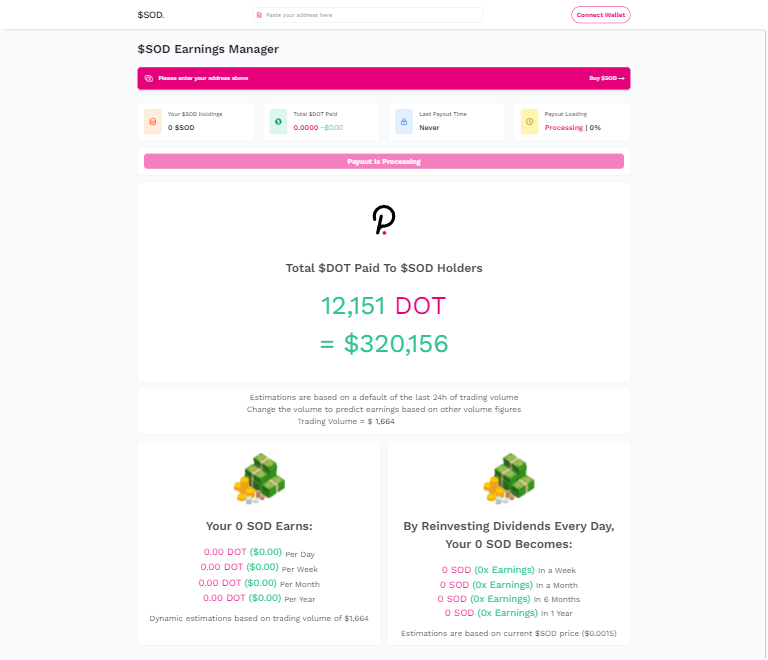 $SOD.
Paste your address here
Connect Wallet
$SOD Earnings Manager
Please enter your address above
Buy $SOD →
Your $SOD Holdings
0 $SOD
Total $DOT Paid
0.0000 ~$0.00
Last Payout Time
Never
Payout Loading
Processing | 0%
Payout Is Processing
Total $DOT Paid To $SOD Holders
12,151 DOT
= $320,156
Estimations are based on a default of the last 24h of trading volume
Change the volume to predict earnings based on other volume figures
Trading Volume = $ 1,664
Your 0 SOD Earns:
0.00 DOT ($0.00) Per Day
0.00 DOT ($0.00) Per Week
0.00 DOT ($0.00) Per Month
0.00 DOT ($0.00) Per Year
Dynamic estimations based on trading volume of $1,664
By Reinvesting Dividends Every Day,
Your 0 SOD Becomes:
0 SOD (0x Earnings) In a Week
0 SOD (0x Earnings) In a Month
0 SOD (0x Earnings) In 6 Months
0 SOD (0x Earnings) In 1 Year
Estimations are based on current $SOD price ($0.0015)